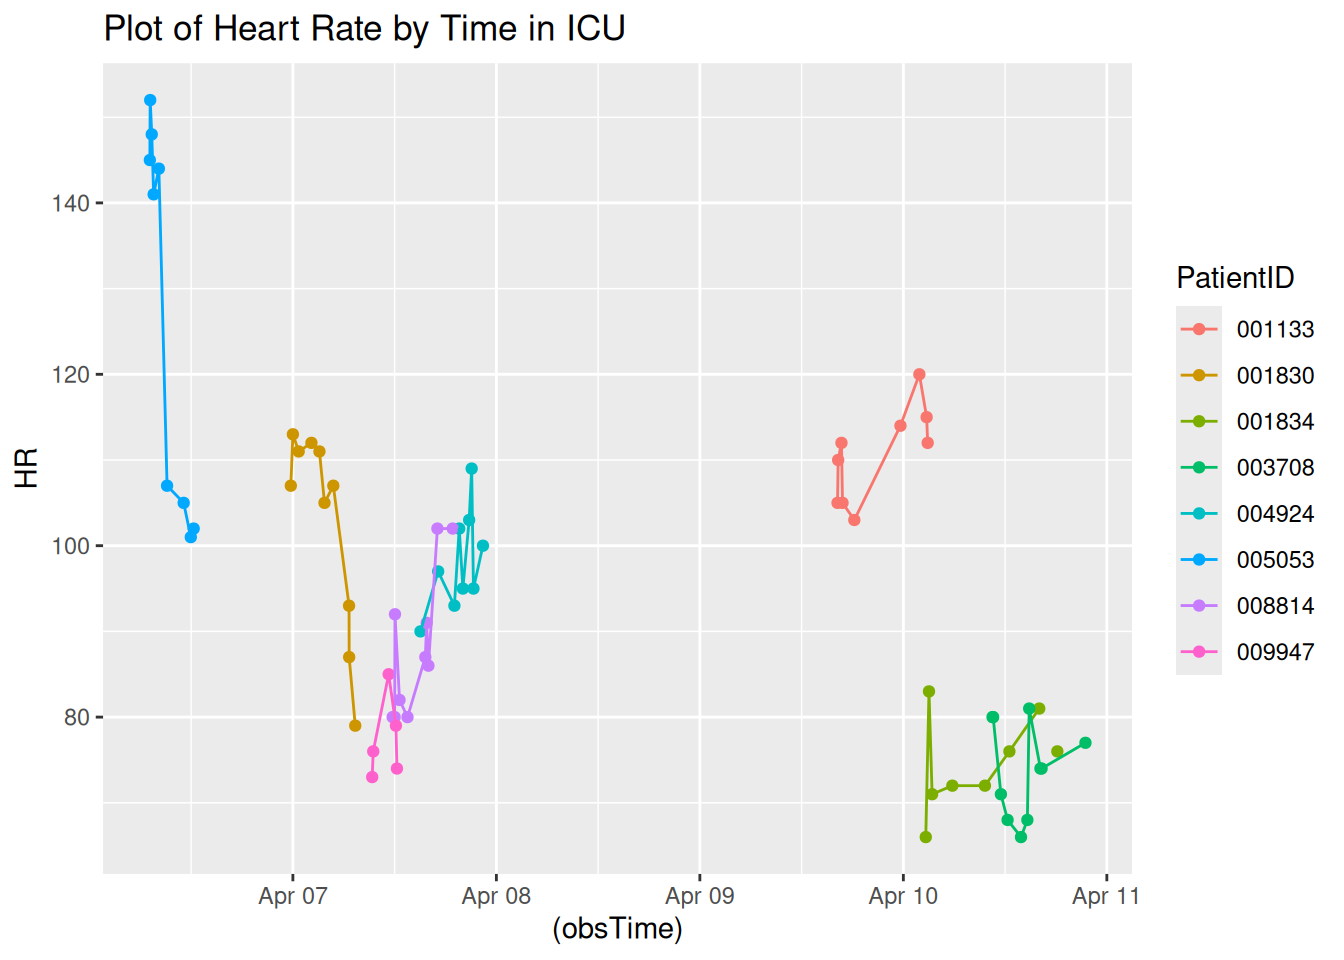 Plot of Heart Rate by Time in ICU
HR
140
120
100
80
Apr 07
Apr 08
Apr 09
Apr 10
Apr 11
(obsTime)
PatientID
001133
001830
001834
003708
004924
005053
008814
009947